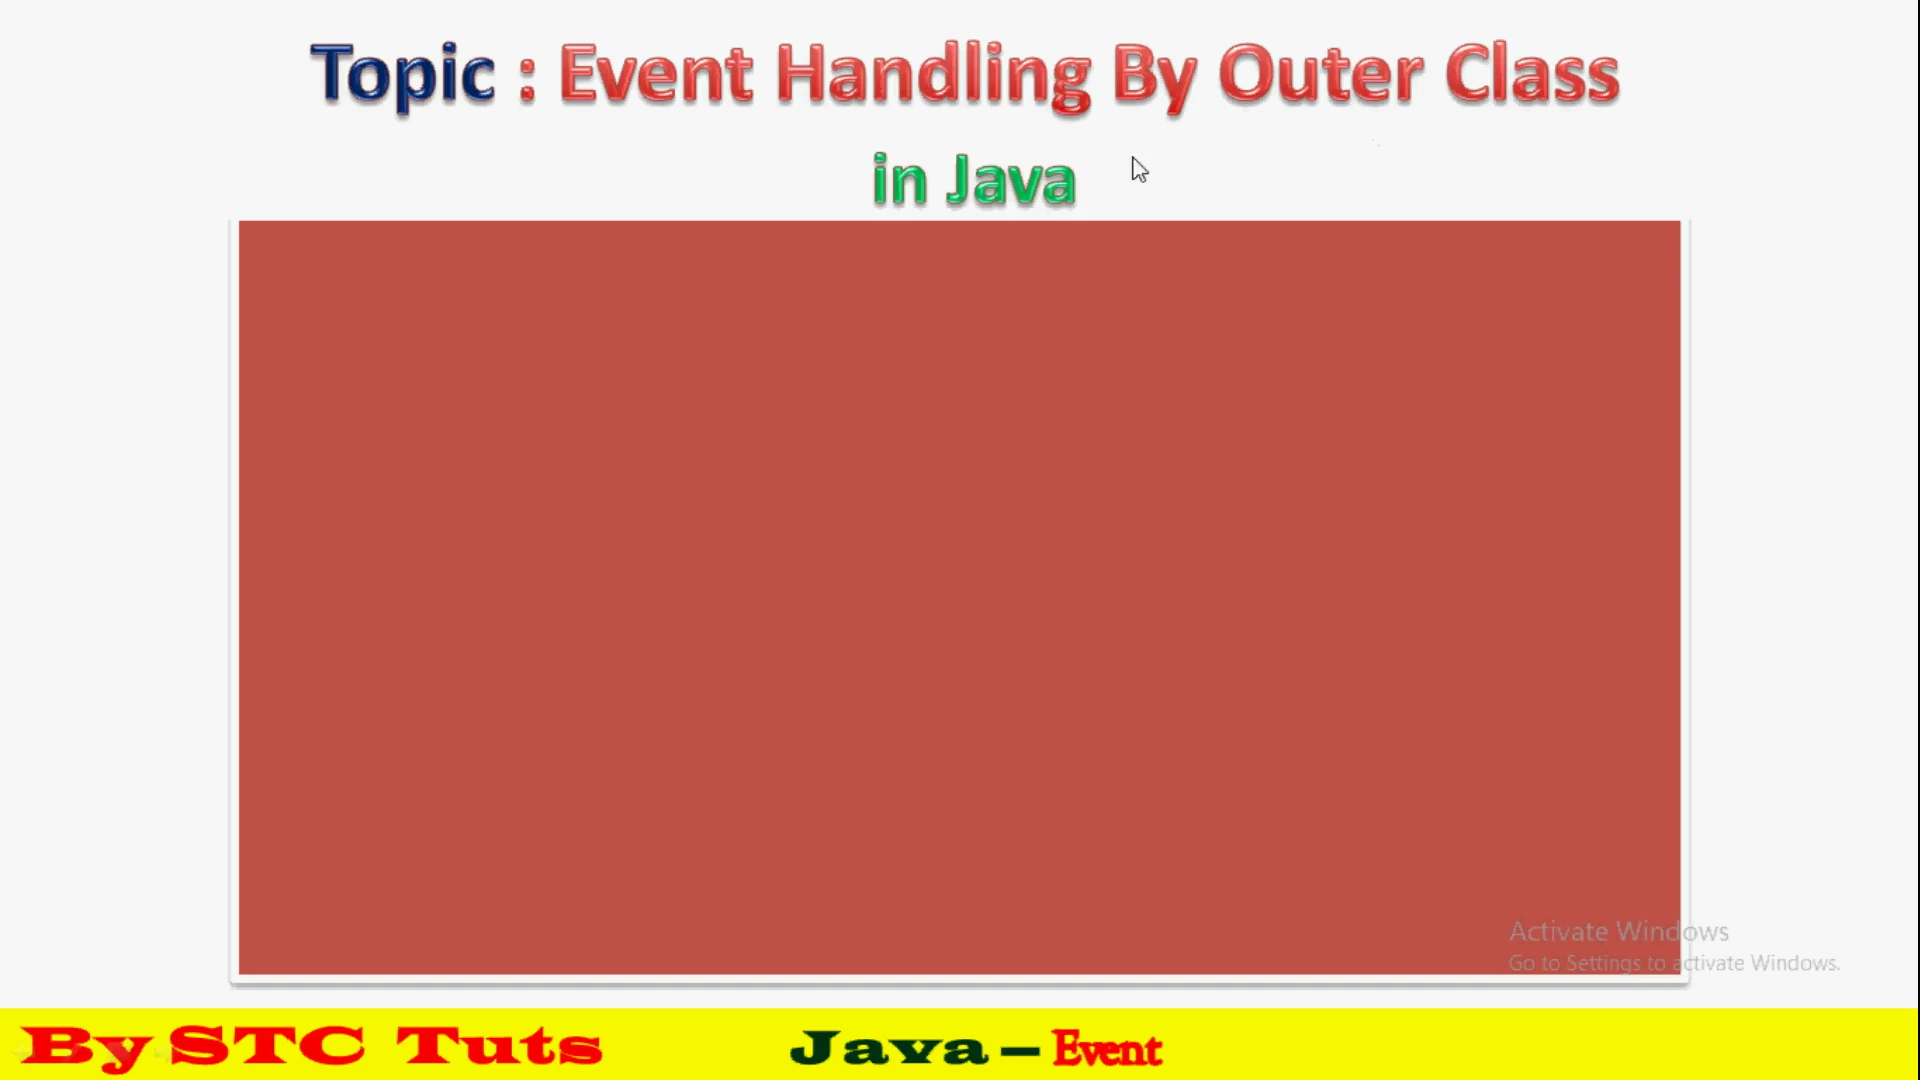 Topic : Event Handling By Outer Class
in Java
Activate Windows
Go to Settings to activate Windows.
By STC Tuts
Java – Event